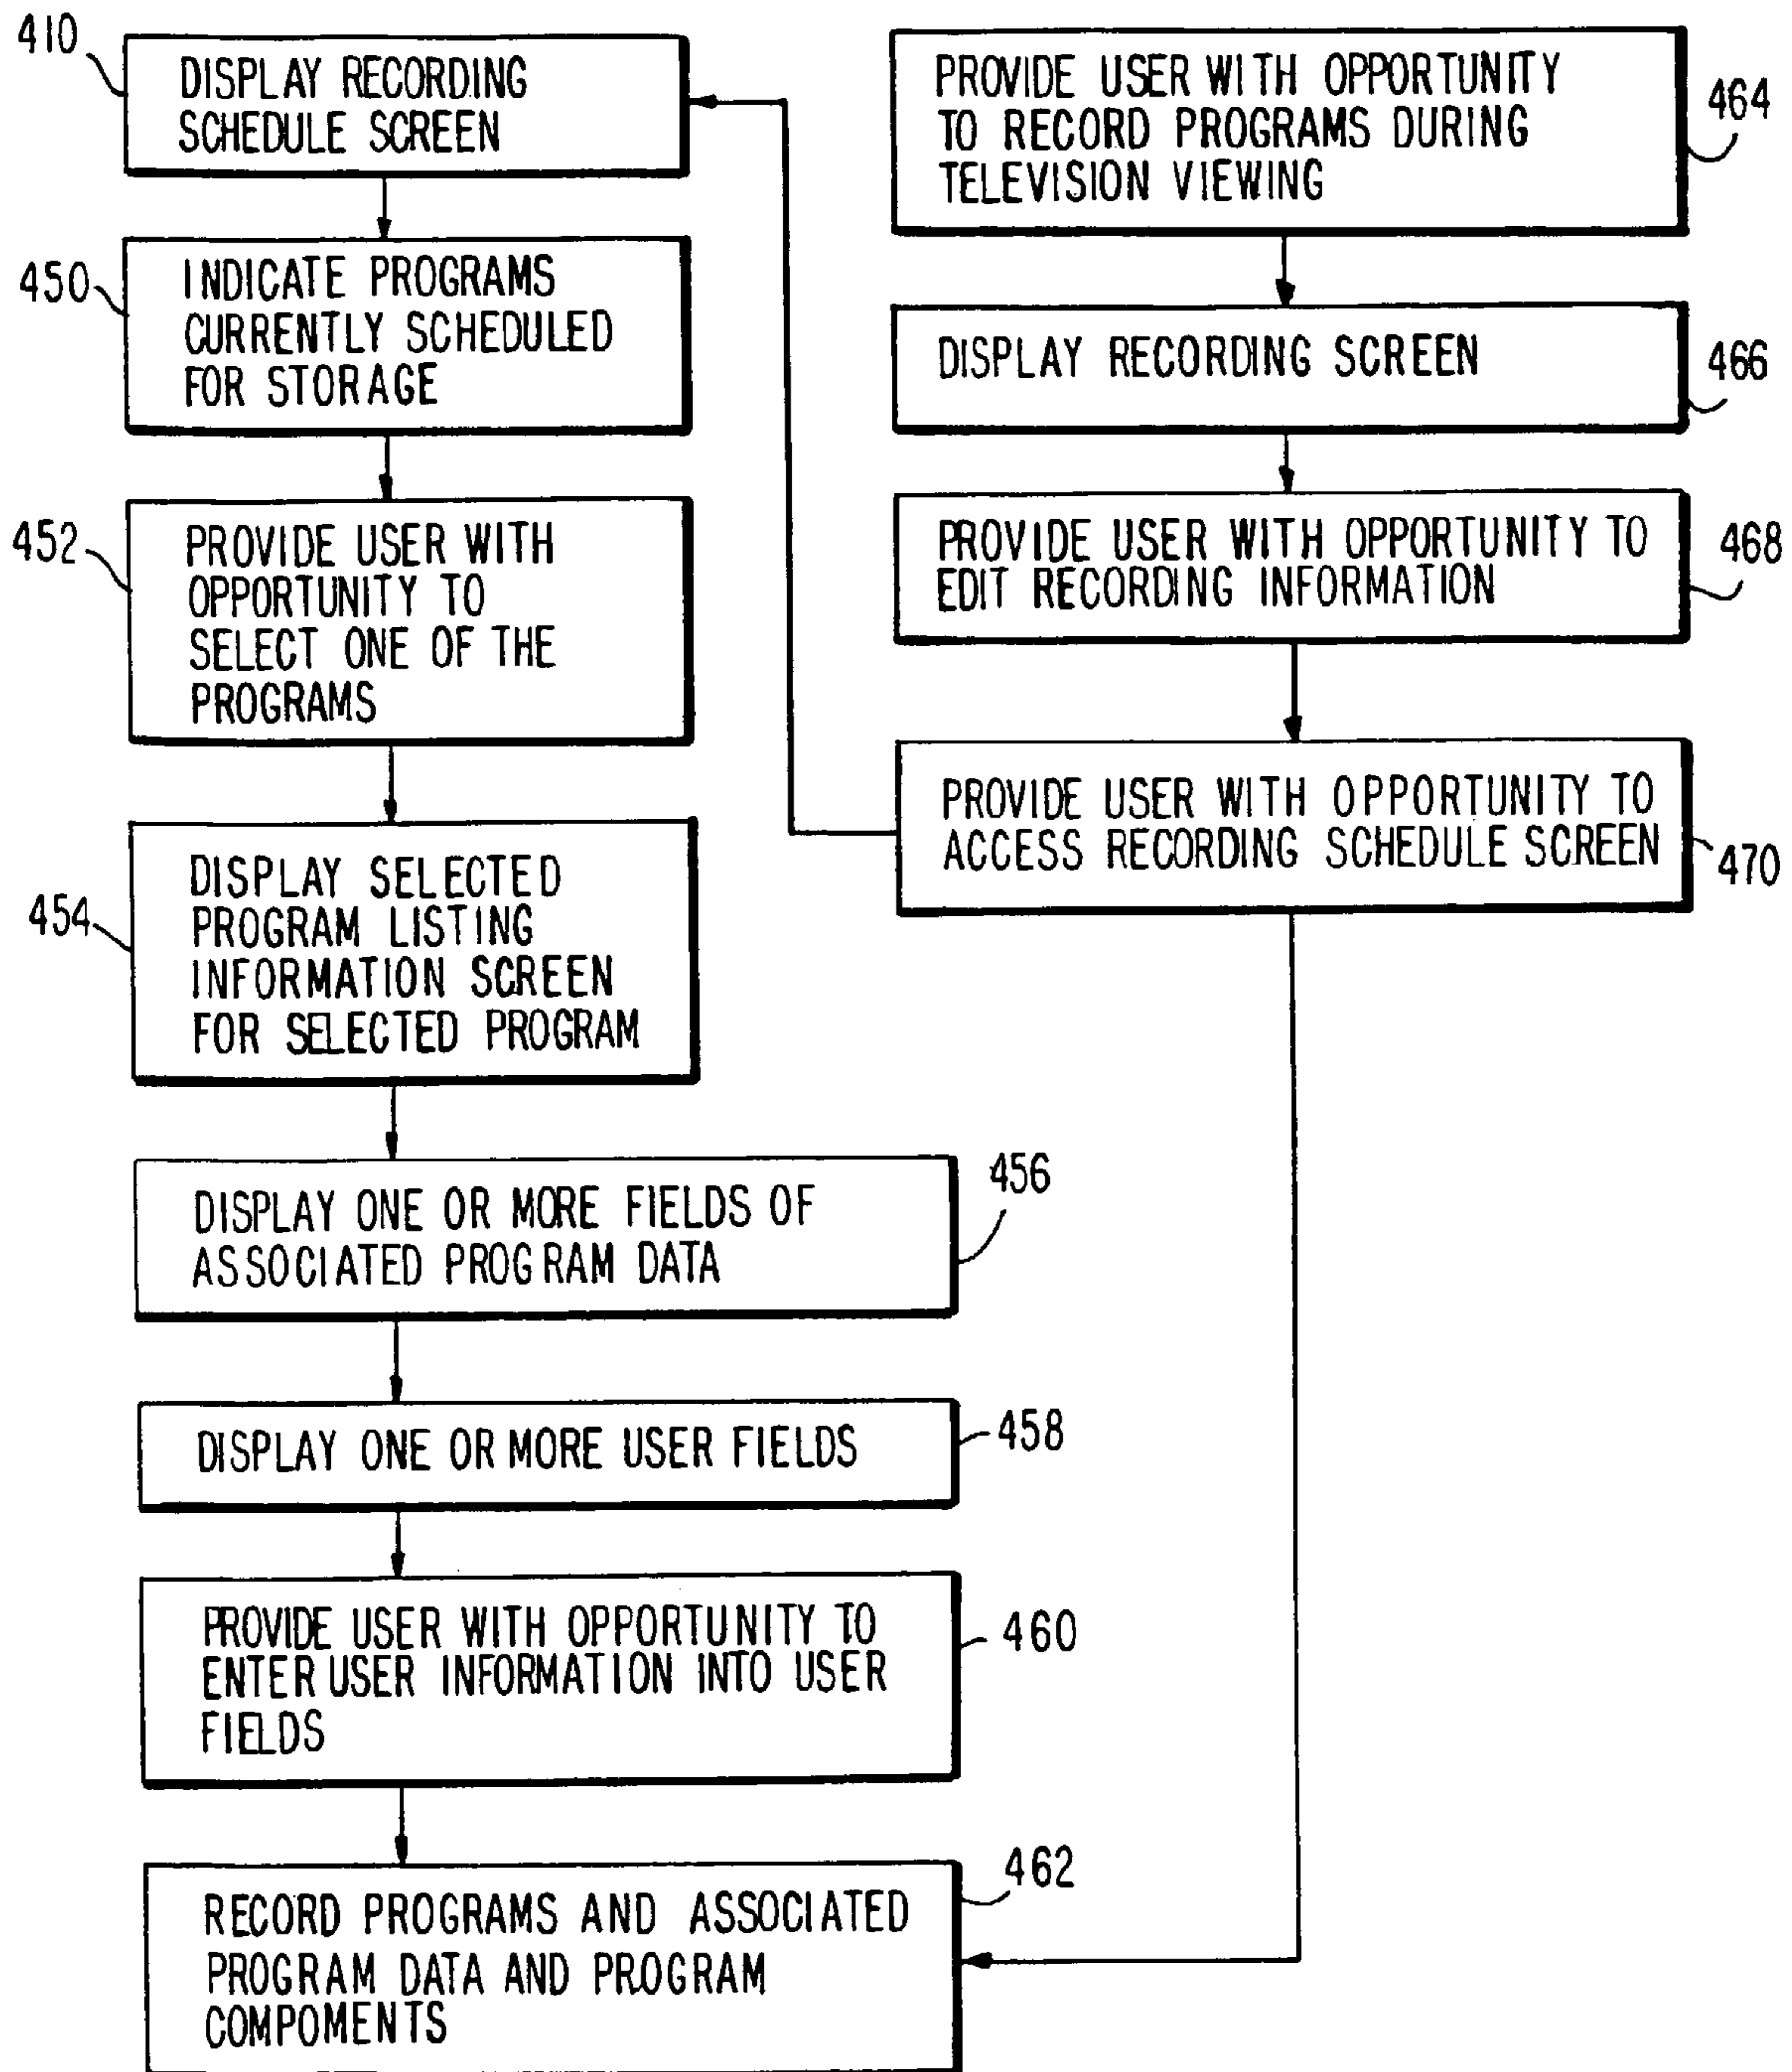 410
DISPLAY RECORDING
SCHEDULE SCREEN
450
INDICATE PROGRAMS
CURRENTLY SCHEDULED
FOR STORAGE
452
PROVIDE USER WITH
OPPORTUNITY TO
SELECT ONE OF THE
PROGRAMS
454
DISPLAY SELECTED
PROGRAM LISTING
INFORMATION SCREEN
FOR SELECTED PROGRAM
DISPLAY ONE OR MORE FIELDS OF
ASSOCIATED PROGRAM DATA
456
DISPLAY ONE OR MORE USER FIELDS
458
PROVIDE USER WITH OPPORTUNITY TO
ENTER USER INFORMATION INTO USER
FIELDS
460
RECORD PROGRAMS AND ASSOCIATED
PROGRAM DATA AND PROGRAM
COMPOMENTS
462
PROVIDE USER WITH OPPORTUNITY
TO RECORD PROGRAMS DURING
TELEVISION VIEWING
464
DISPLAY RECORDING SCREEN
466
PROVIDE USER WITH OPPORTUNITY TO
EDIT RECORDING INFORMATION
468
PROVIDE USER WITH OPPORTUNITY TO
ACCESS RECORDING SCHEDULE SCREEN
470